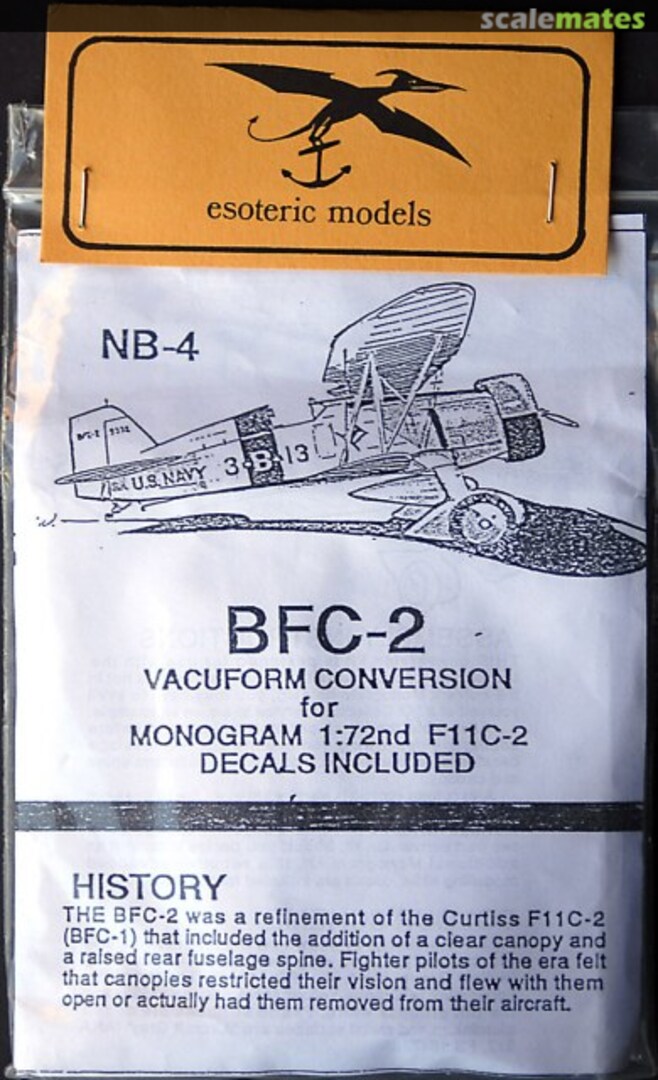 scalemates
esoteric models
NB-4
BFC-2
U.S. NAVY 3-B-13
BFC-2
VACUFORM CONVERSION
for
MONOGRAM 1:72nd F11C-2
DECALS INCLUDED
HISTORY
THE BFC-2 was a refinement of the Curtiss F11C-2
(BFC-1) that included the addition of a clear canopy and
a raised rear fuselage spine. Fighter pilots of the era felt
that canopies restricted their vision and flew with them
open or actually had them removed from their aircraft.